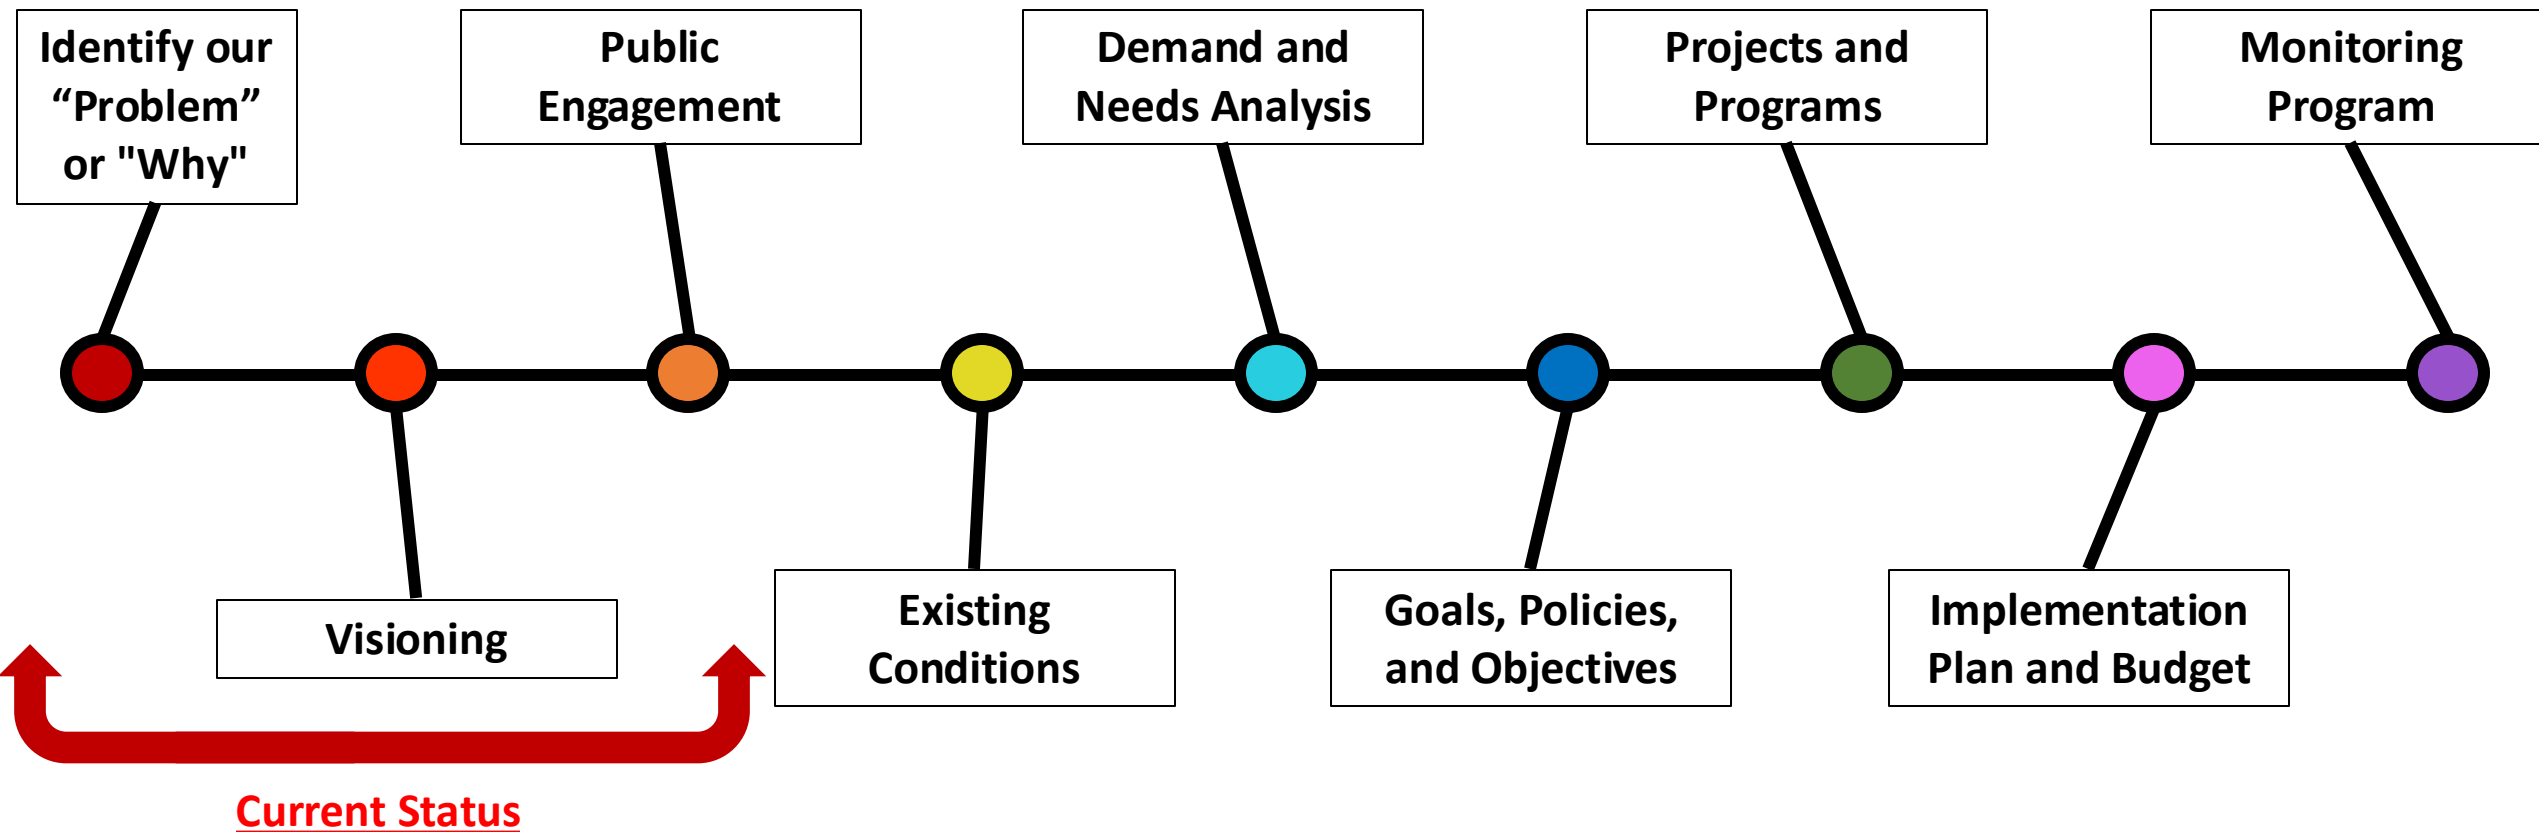 Identify our
“Problem”
or "Why"
Public
Engagement
Demand and
Needs Analysis
Projects and
Programs
Monitoring
Program
Visioning
Existing
Conditions
Goals, Policies,
and Objectives
Implementation
Plan and Budget
Current Status